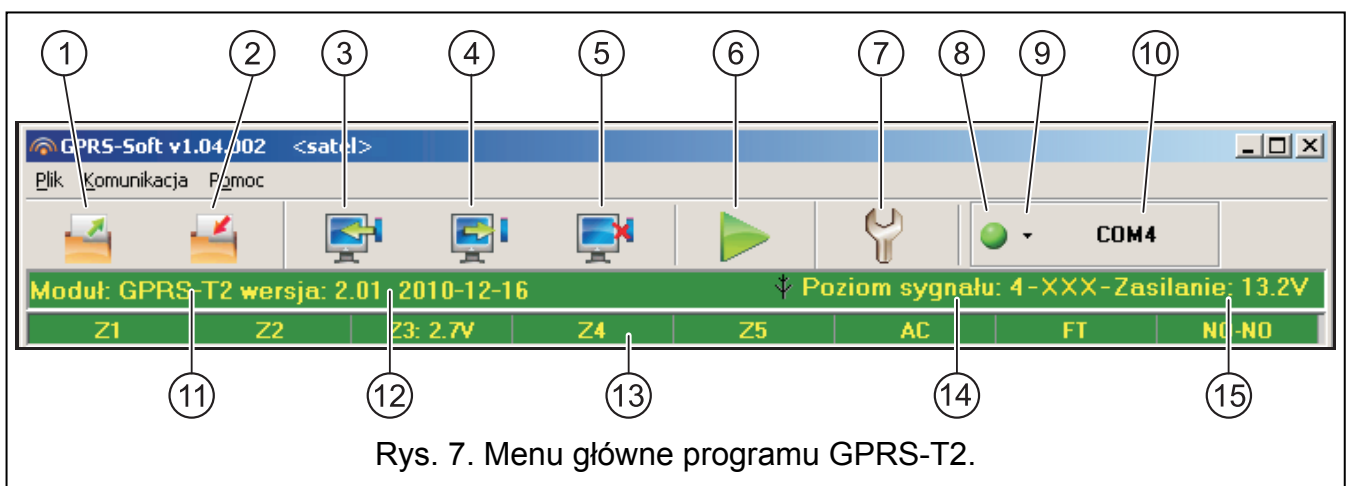 1 2 3 4 5 6 7 8 9 10
GPRS-Soft v1.04.002 <satel>
Plik Komunikacja Pomoc
COM4
Moduł: GPRS-T2 wersja: 2.01 2010-12-16 Poziom sygnału: 4-XXX-Zasilanie: 13.2V
Z1 Z2 Z3: 2.7V Z4 Z5 AC FT NO-NO
11 12 13 14 15
Rys. 7. Menu główne programu GPRS-T2.